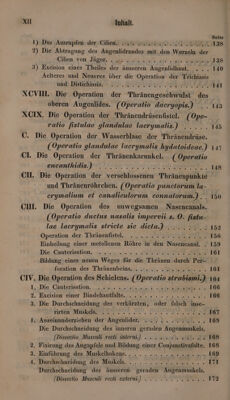 XII Inhalt.
Seite
1) Das Ausrupfen der Cilien.
2) Die Abtragung des Augenlidrandes mit den Wurzeln der
Cilien von Jäger. 138
3) Excision eines Theiles der äusseren Augenlidhaut. 140
Aelteres und Neueres über die Operation der Trichiasis
und Distichiasis. 141
XCVIII. Die Operation der Thränengeschwulst des
oberen Augenlides. (Operatio dacryopis.) 143
XCIX. Die Operation der Thränendrüsenfistel. (Ope-
ratio fistulae glandulae lacrymalis.) 145
C. Die Operation der Wasserblase der Thränendrüse.
(Operatio glandulae lacrymalis hydatoideae.) 147
CI. Die Operation der Thränenkarunkel. (Operatio
encanthidis.) 148
CII. Die Operation der verschlossenen Thränenpunkte
und Thränenröhrchen. (Operatio punctorum la-
crymalium et canaliculorum connatorum.) 150
CIII. Die Operation des unwegsamen Nasencanals.
(Operatio ductus nasalis impervii s. O. fistu-
lae lacrymalis stricte sic dicta.) 152
Operation der Thränenfistel. 156
Einheilung einer metallenen Röhre in den Nasencanal. 159
Die Cauterisation. 161
Bildung eines neuen Weges für die Thränen durch Per-
foration des Thränenbeins. 161
CIV. Die Operation des Schielens. (Operatio strabismi.) 164
1. Die Cauterisation. 166
2. Excision einer Bindehautfalte. 166
3. Die Durchschneidung des verkürzten, oder falsch inse-
rirten Muskels. 167
1. Auseinanderziehen der Augenlider. 168
Die Durchschneidung des inneren geraden Augenmuskels.
(Dissectio Musculi recti interni) 168
2. Fixirung des Augapfels und Bildung einer Conjunctivafalte. 168
3. Einführung des Muskelhakens. 169
4. Die Durchschneidung des Muskels. 171
Durchschneidung des äusseren geraden Augenmuskels.
(Dissectio Musculi recti externi) 172